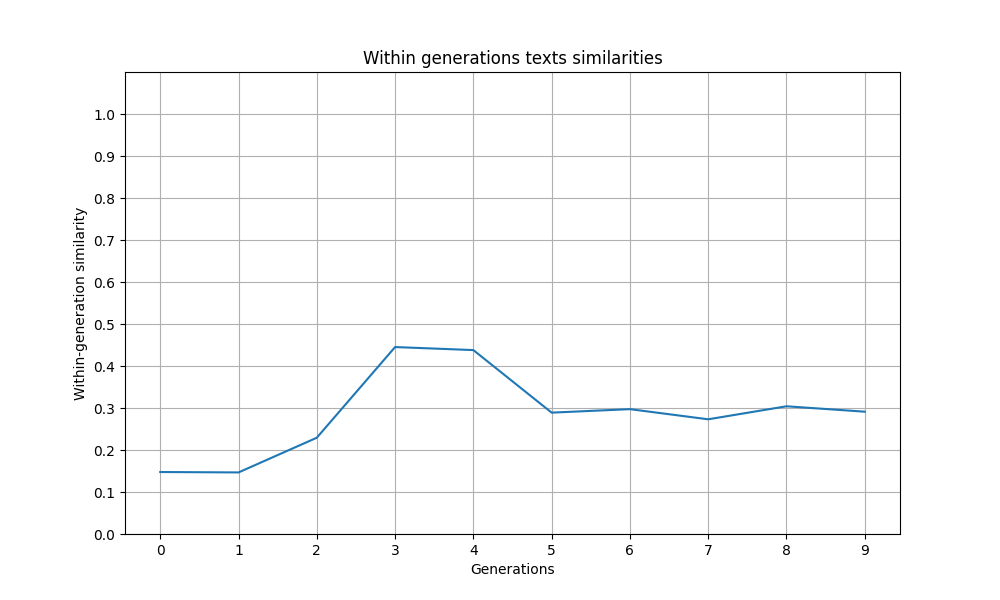 Within generations texts similarities
1.0
0.9
0.8
0.7
0.6
0.5
0.4
0.3
0.2
0.1
0.0
Within-generation similarity
0 1 2 3 4 5 6 7 8 9
Generations